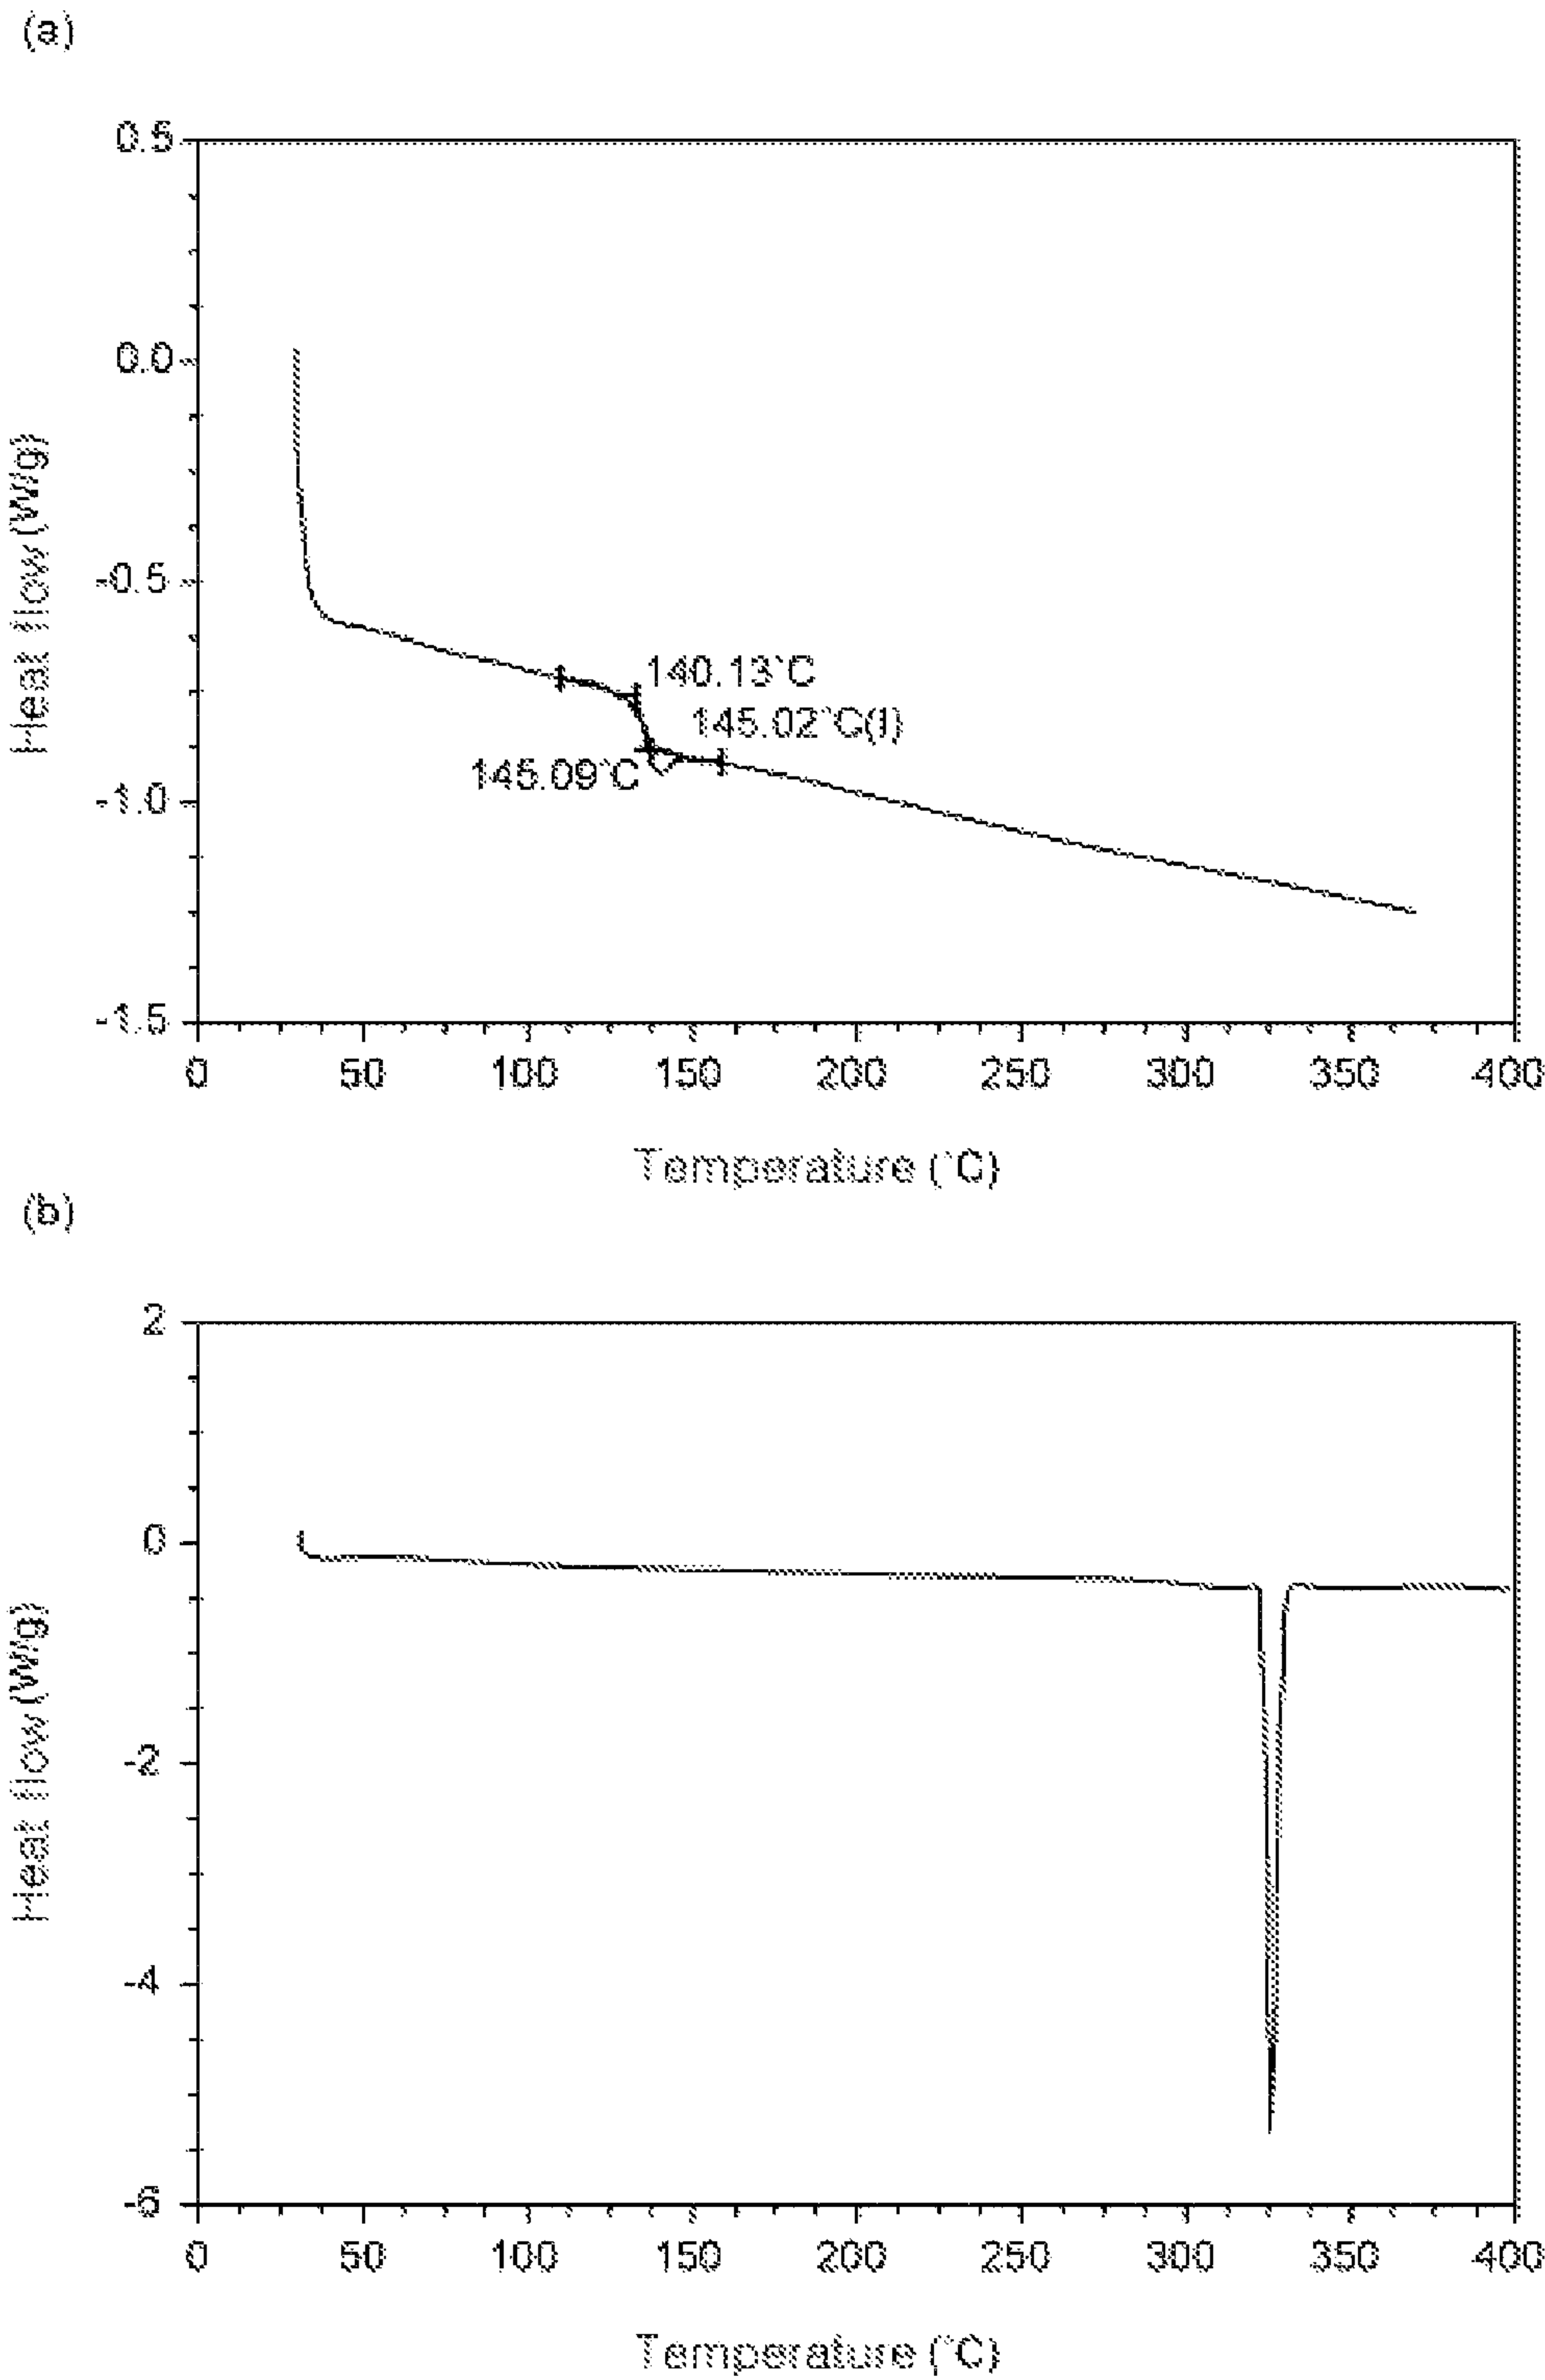 (a)
0.5
0.0
-0.5
-1.0
-1.5
Heat flow (W/g)
140.13°C
145.02°C(I)
145.09°C
0 50 100 150 200 250 300 350 400
Temperature (°C)
(b)
2
0
-2
-4
-6
Heat flow (W/g)
0 50 100 150 200 250 300 350 400
Temperature (°C)